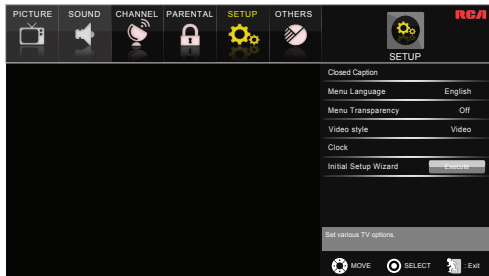 PICTURE SOUND CHANNEL PARENTAL SETUP OTHERS
RCA
SETUP
Closed Caption
Menu Language English
Menu Transparency Off
Video style Video
Clock
Initial Setup Wizard Execute
Set various TV options.
MOVE SELECT : Exit